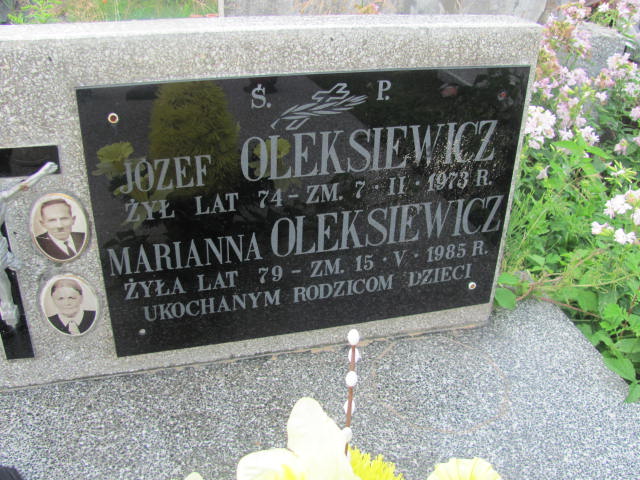 Ś. P.
JÓZEF OLEKSIEWICZ
ŻYŁ LAT 74 - ZM. 7 · II · 1973 R.
MARIANNA OLEKSIEWICZ
ŻYŁA LAT 79 - ZM. 15 · V · 1985 R.
UKOCHANYM RODZICOM DZIECI